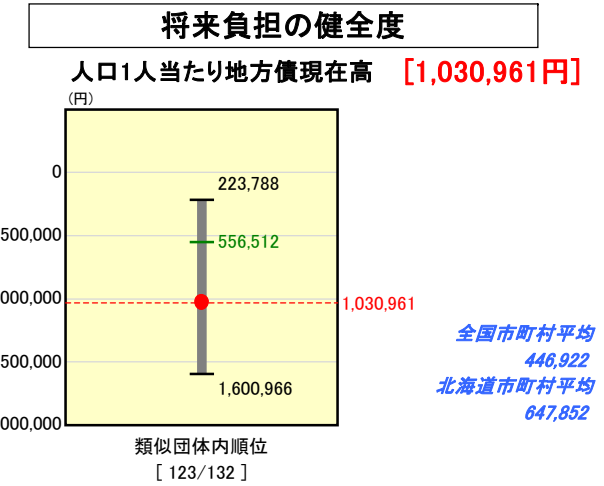 将来負担の健全度
人口1人当たり地方債現在高 [1,030,961円]
(円)
0
223,788
500,000
556,512
000,000
1,030,961
全国市町村平均
446,922
500,000
北海道市町村平均
1,600,966
647,852
000,000
類似団体内順位
[ 123/132 ]